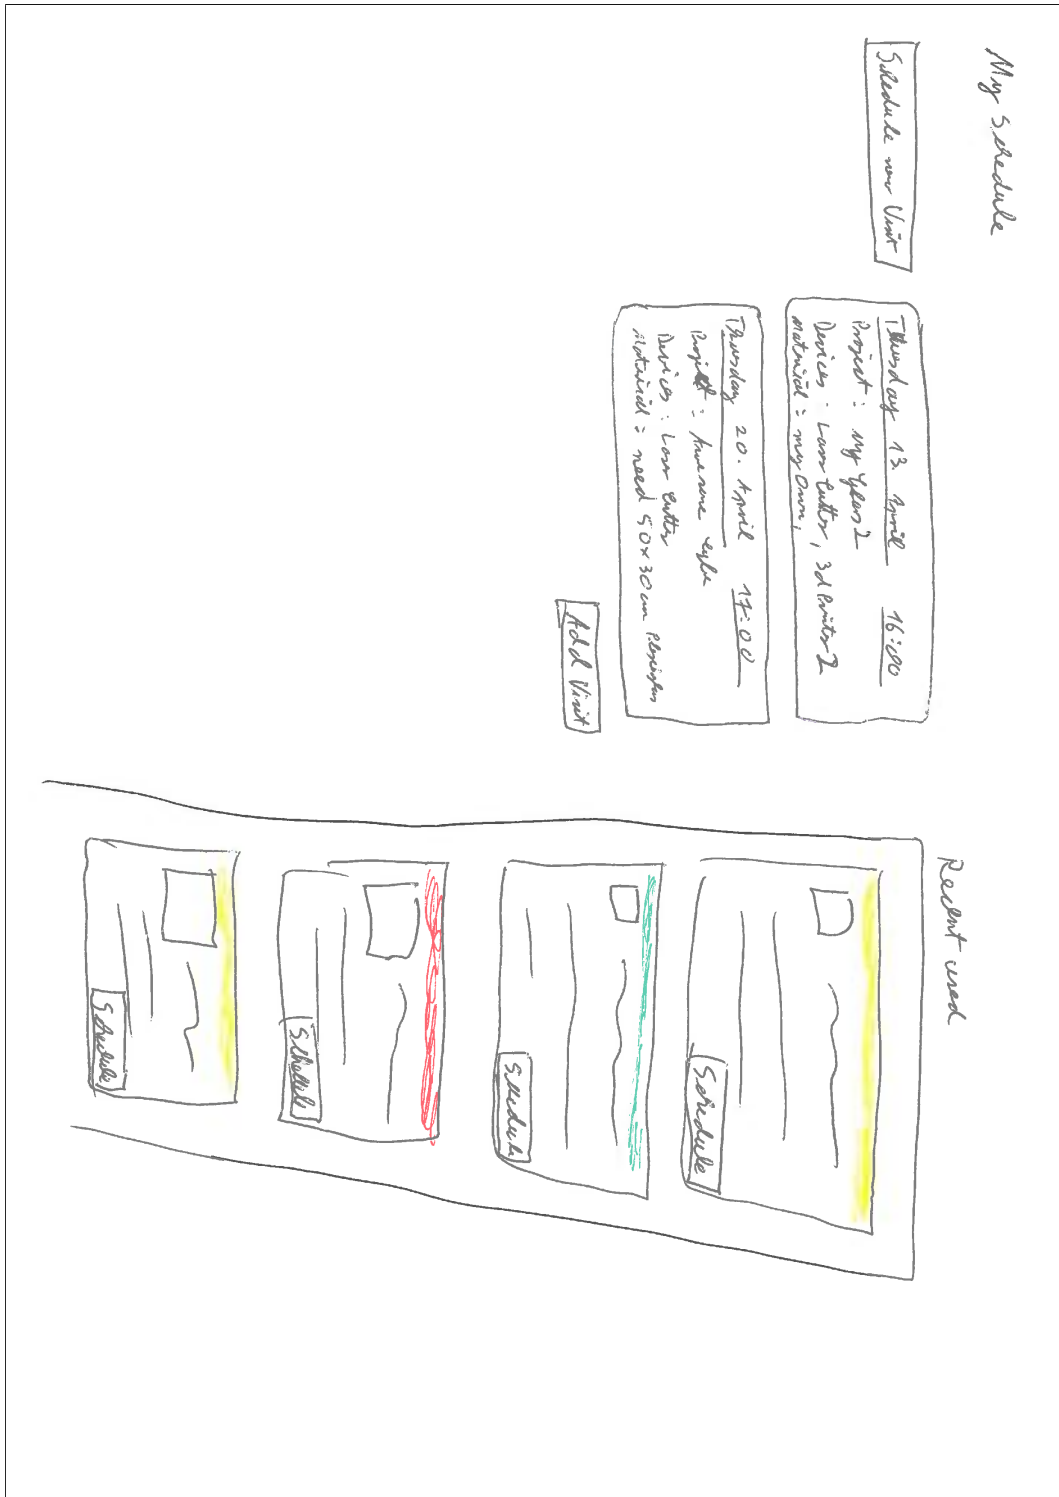 My Schedule
Schedule new Visit
Thursday 13. April 16:00
Project: My Glass 2
Devices: Laser Cutter, 3d Printer 2
Material: my own,
Thursday 20. April 17:00
Project: Awesome
Devices: Laser Cutter
Material: need 50x30cm Plexiglas
Add Visit
Recent used
Schedule
Schedule
Schedule
Schedule